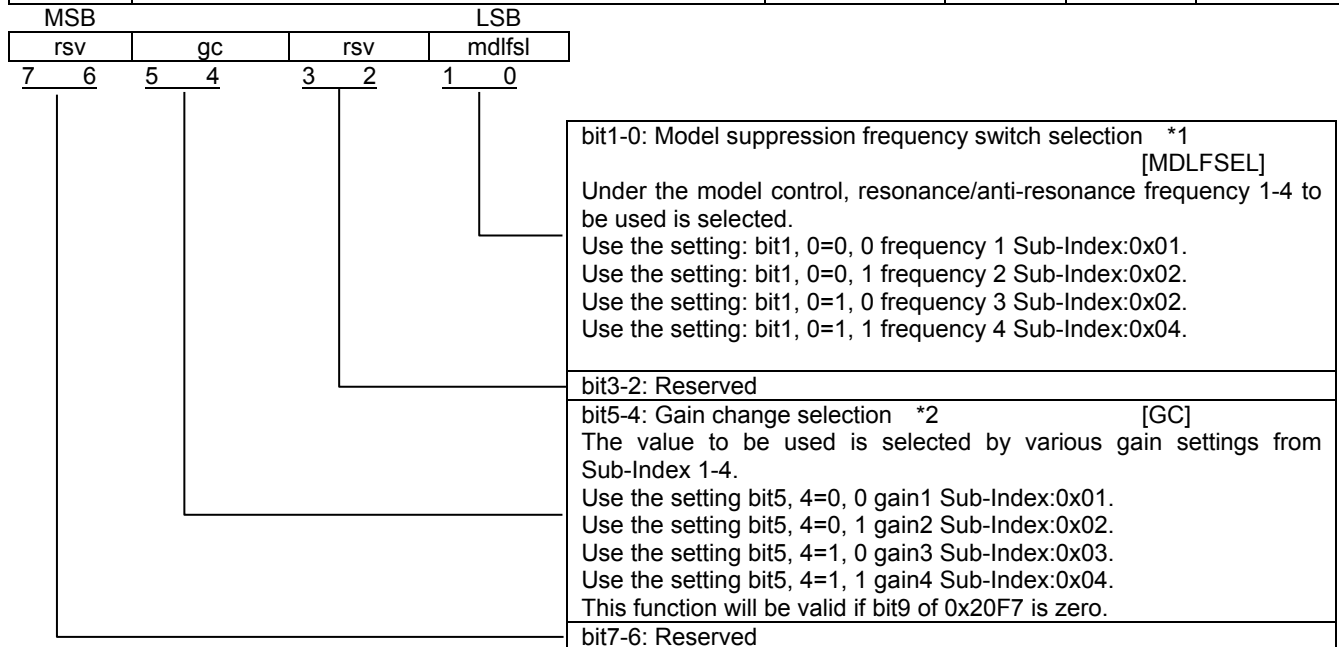 MSB LSB
rsv gc rsv mdlfsl
7 6 5 4 3 2 1 0
bit1-0: Model suppression frequency switch selection *1
[MDLFSEL]
Under the model control, resonance/anti-resonance frequency 1-4 to
be used is selected.
Use the setting: bit1, 0=0, 0 frequency 1 Sub-Index:0x01.
Use the setting: bit1, 0=0, 1 frequency 2 Sub-Index:0x02.
Use the setting: bit1, 0=1, 0 frequency 3 Sub-Index:0x02.
Use the setting: bit1, 0=1, 1 frequency 4 Sub-Index:0x04.
bit3-2: Reserved
bit5-4: Gain change selection *2 [GC]
The value to be used is selected by various gain settings from
Sub-Index 1-4.
Use the setting bit5, 4=0, 0 gain1 Sub-Index:0x01.
Use the setting bit5, 4=0, 1 gain2 Sub-Index:0x02.
Use the setting bit5, 4=1, 0 gain3 Sub-Index:0x03.
Use the setting bit5, 4=1, 1 gain4 Sub-Index:0x04.
This function will be valid if bit9 of 0x20F7 is zero.
bit7-6: Reserved